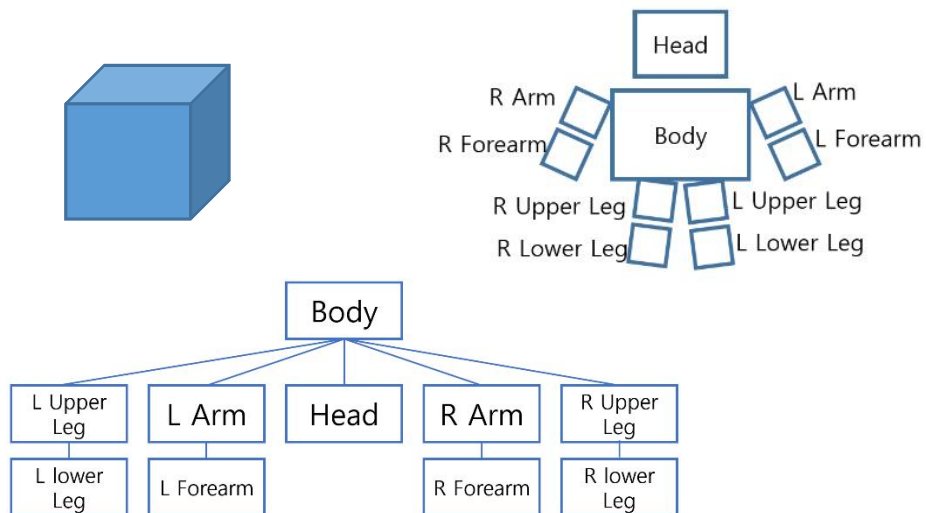 Head
R Arm
L Arm
R Forearm
Body
L Forearm
R Upper Leg
L Upper Leg
R Lower Leg
L Lower Leg
Body
L Upper
Leg
L Arm
Head
R Arm
R Upper
Leg
L lower
Leg
L Forearm
R Forearm
R lower
Leg